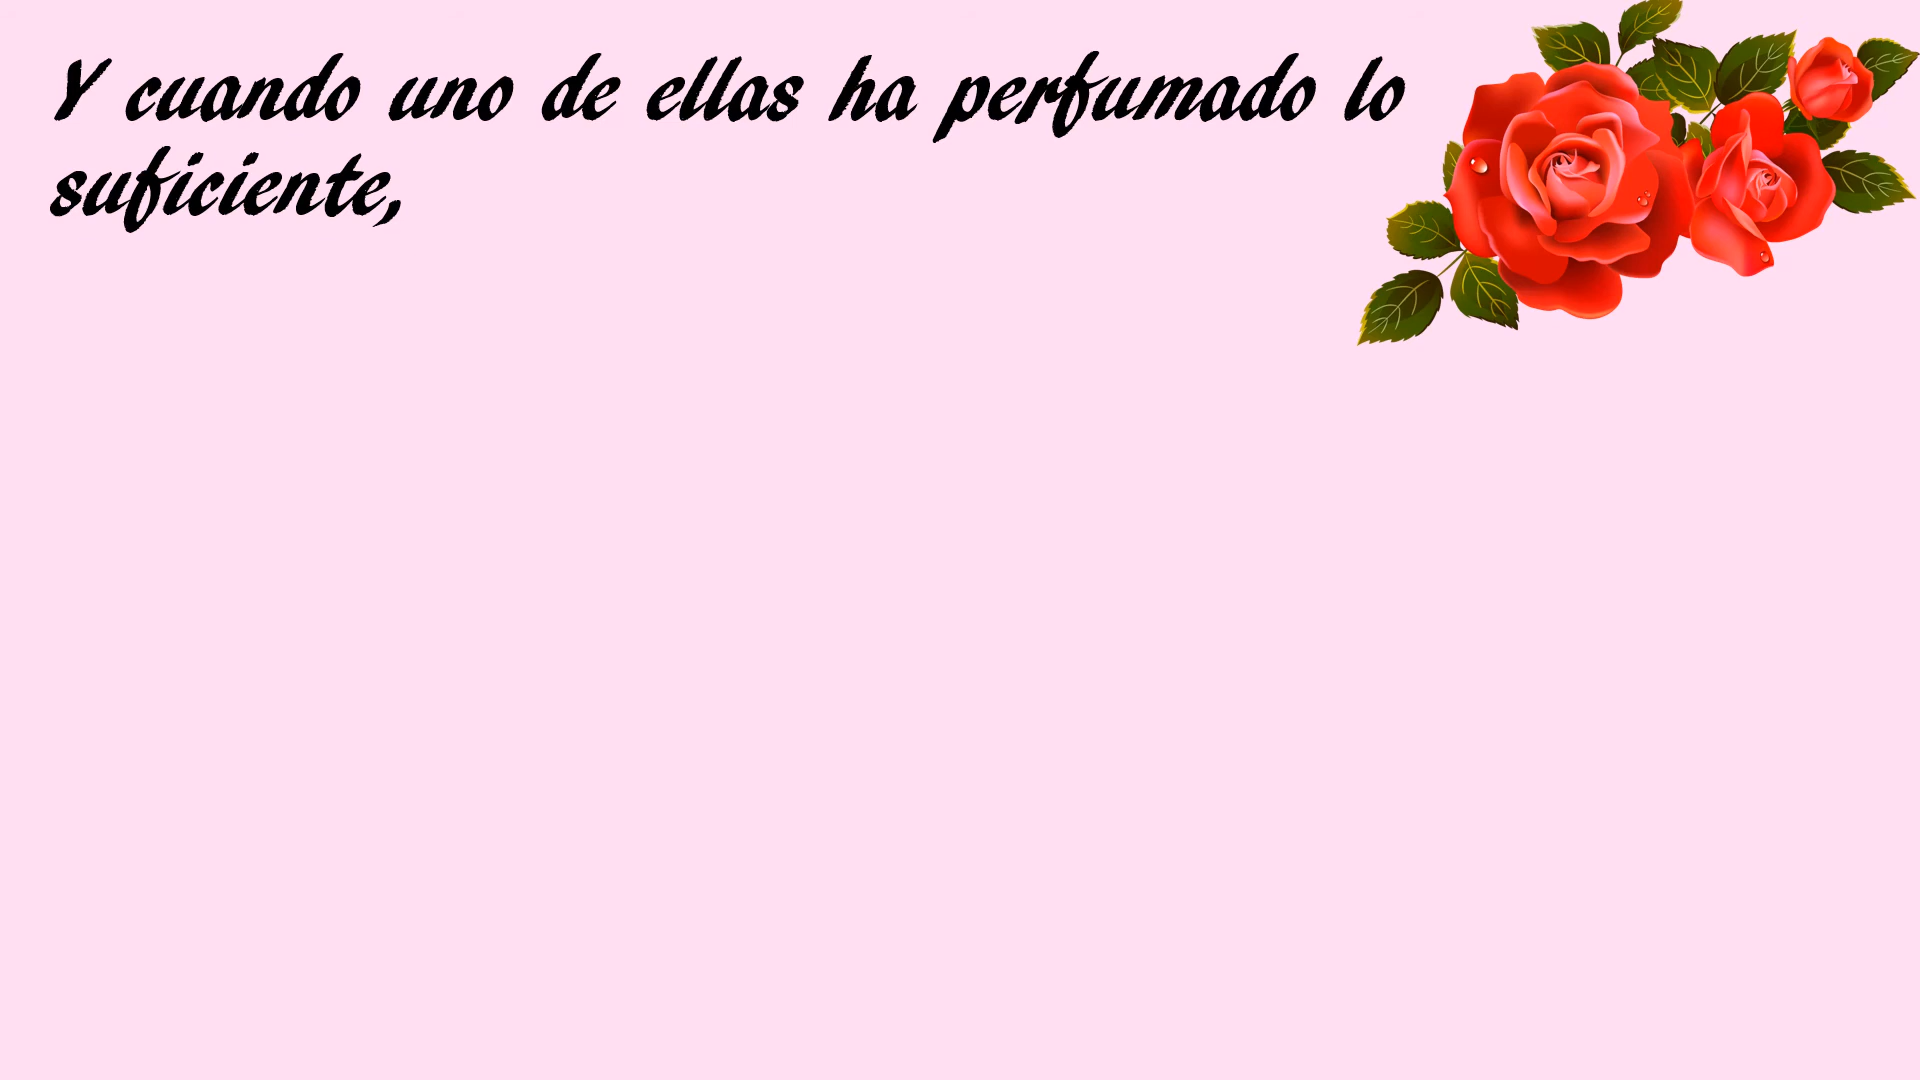 Y cuando uno de ellas ha perfumado lo
suficiente,